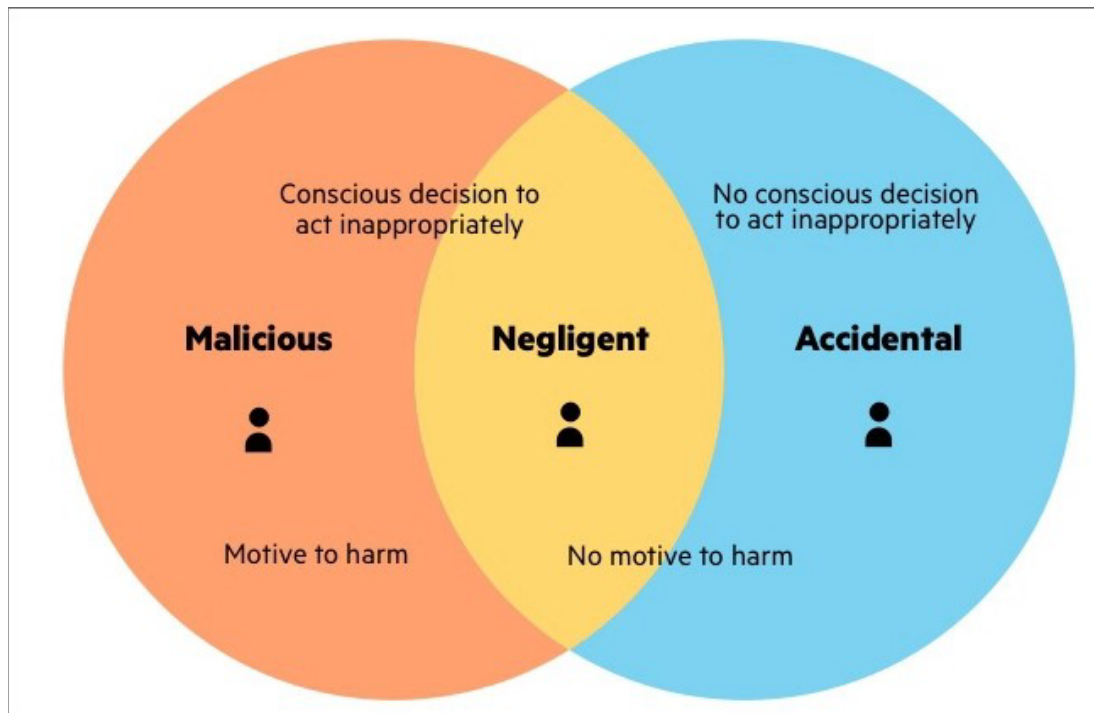 Conscious decision to
act inappropriately
No conscious decision
to act inappropriately
Malicious
Negligent
Accidental
Motive to harm
No motive to harm